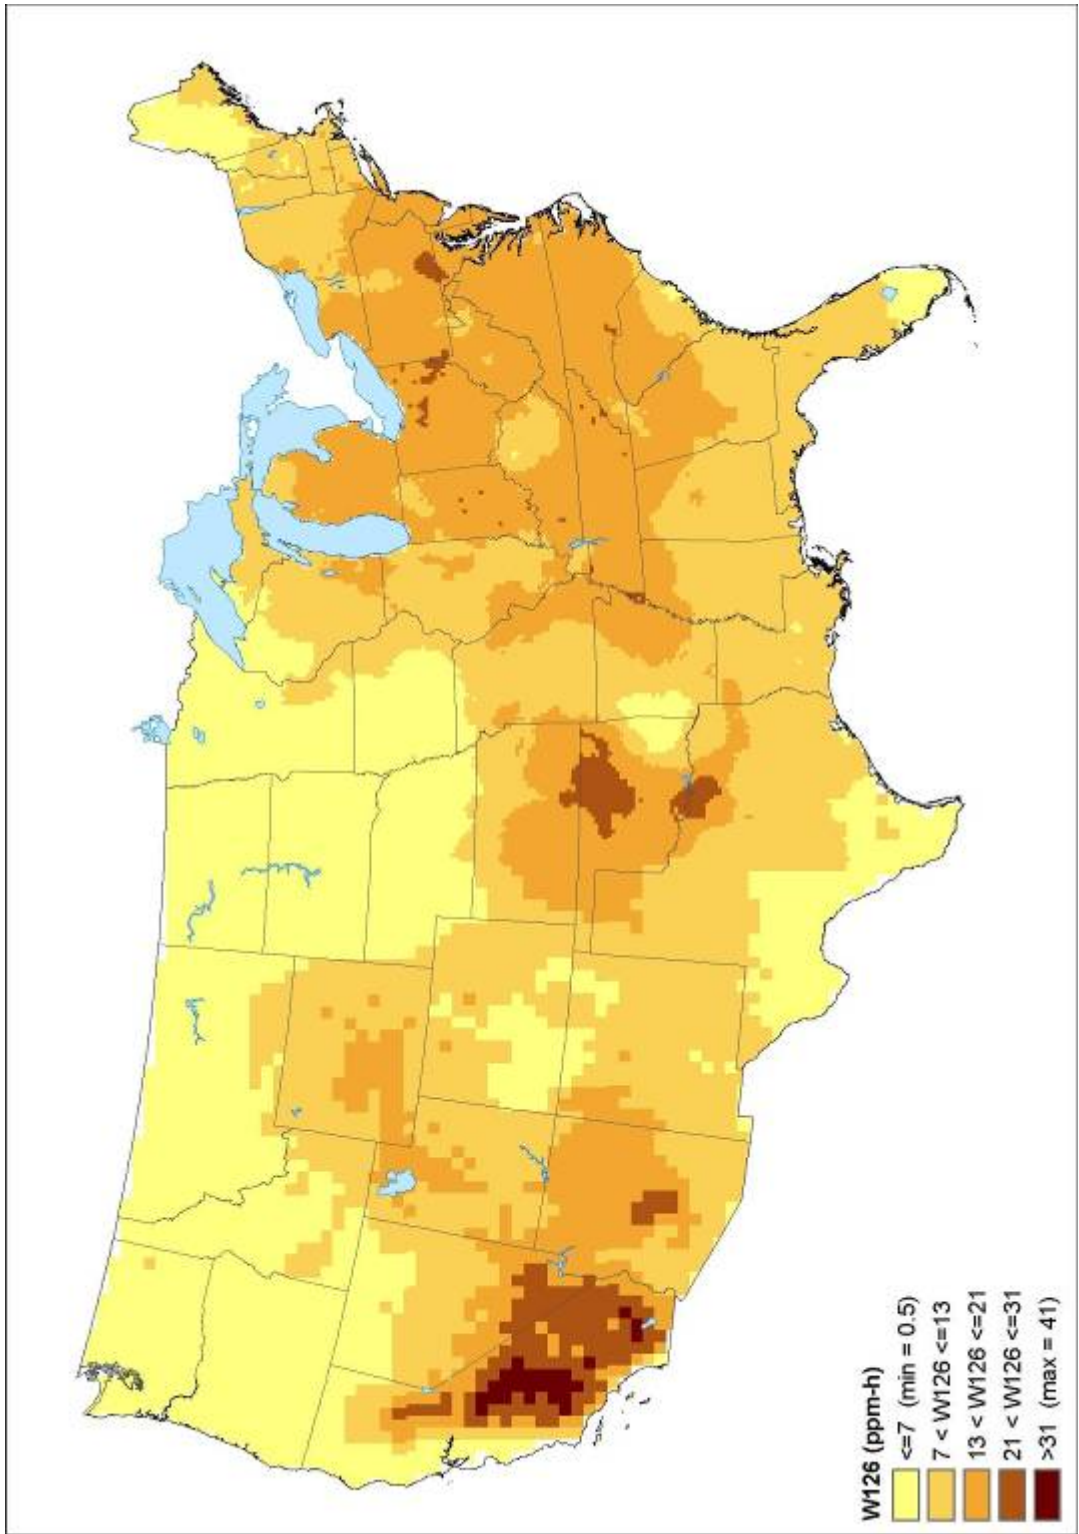 W126 (ppm-h)
<=7 (min = 0.5)
7 < W126 <=13
13 < W126 <=21
21 < W126 <=31
>31 (max = 41)